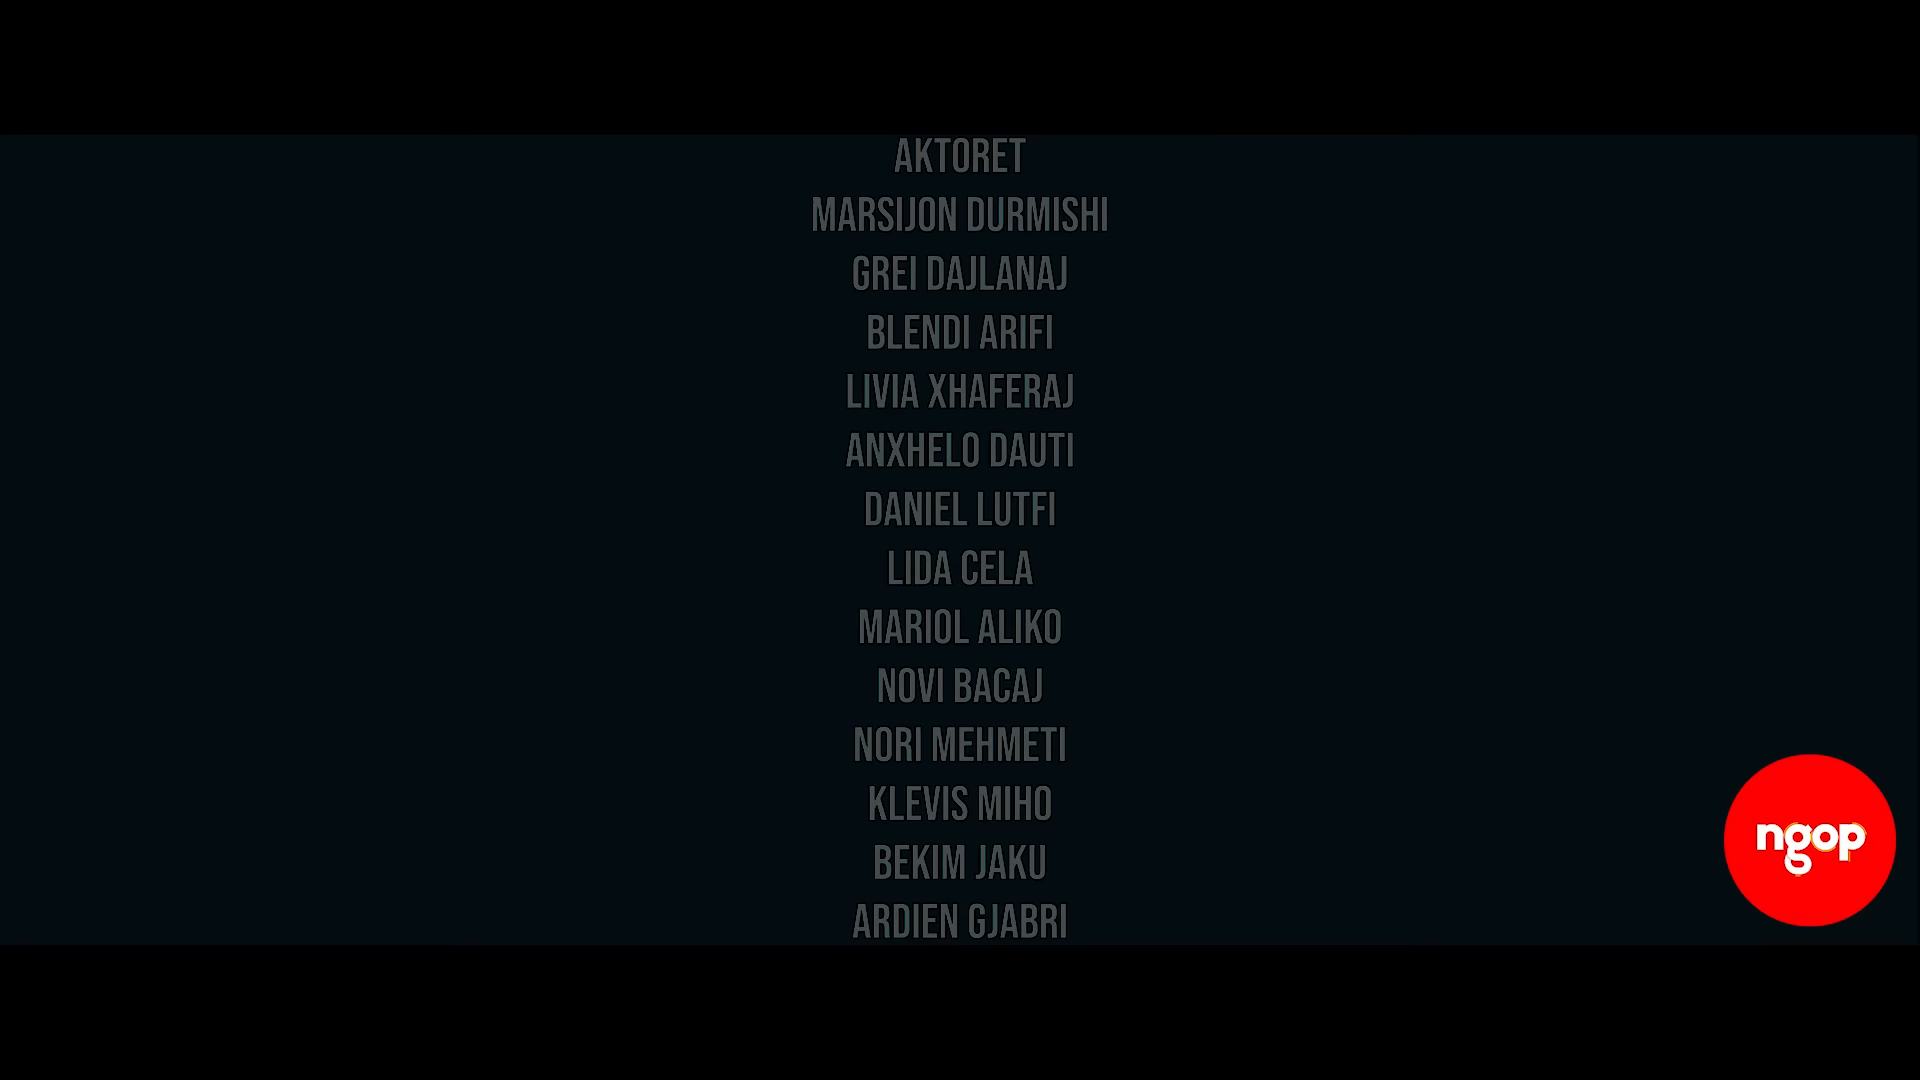 AKTORET
MARSIJON DURMISHI
GREI DAJLANAJ
BLENDI ARIFI
LIVIA XHAFERAJ
ANXHELO DAUTI
DANIEL LUTFI
LIDA CELA
MARIOL ALIKO
NOVI BACAJ
NORI MEHMETI
KLEVIS MIHO
BEKIM JAKU
ARDIEN GJABRI
ngop